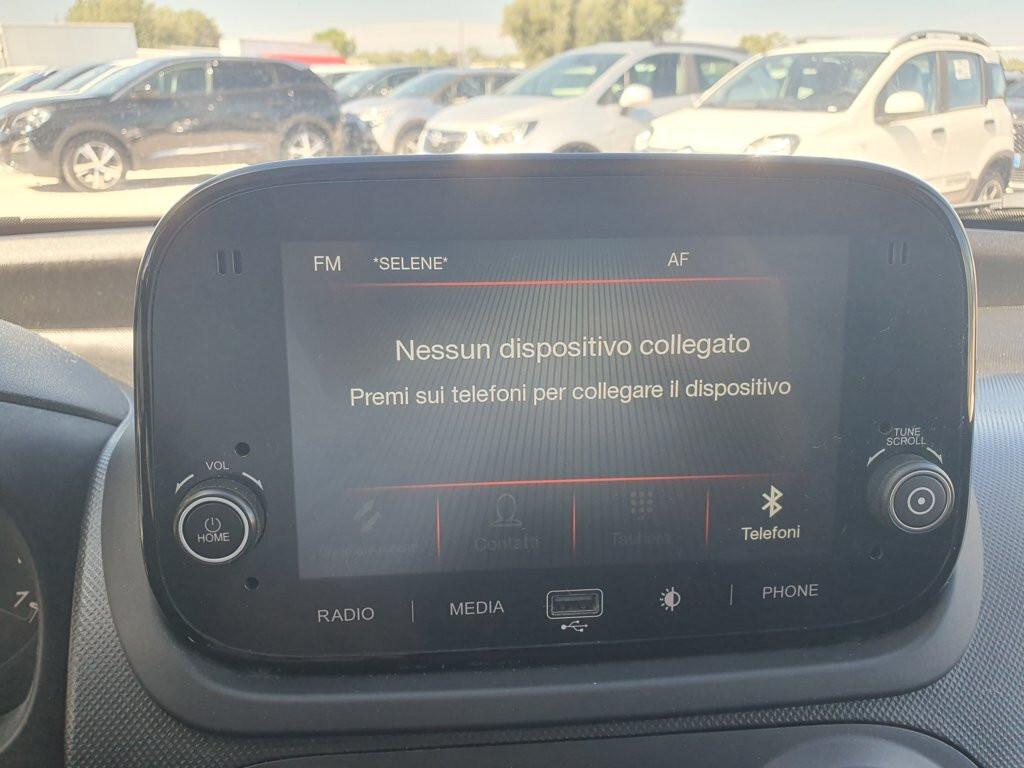 FM *SELENE* AF
Nessun dispositivo collegato
Premi sui telefoni per collegare il dispositivo
VOL
TUNE
SCROLL
HOME
Contatti
Tastiera
Telefoni
RADIO
MEDIA
PHONE